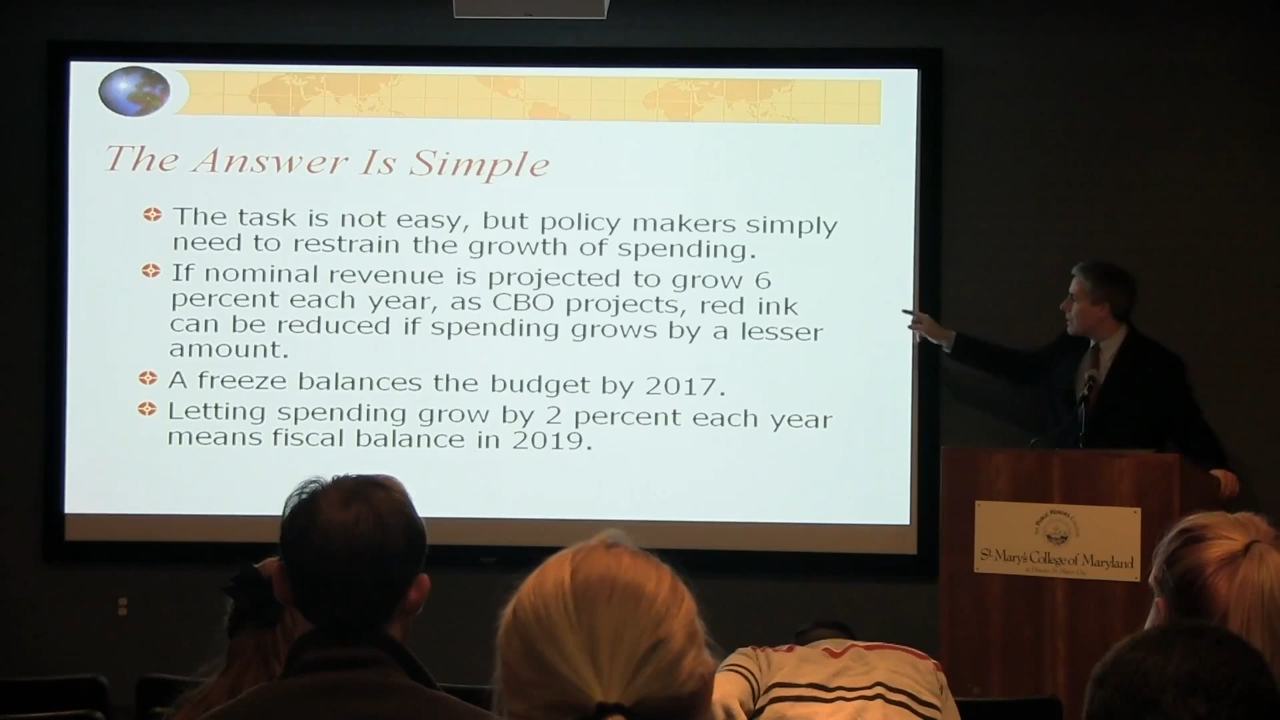 The Answer Is Simple
The task is not easy, but policy makers simply
need to restrain the growth of spending.
If nominal revenue is projected to grow 6
percent each year, as CBO projects, red ink
can be reduced if spending grows by a lesser
amount.
A freeze balances the budget by 2017.
Letting spending grow by 2 percent each year
means fiscal balance in 2019.
St. Mary's College of Maryland